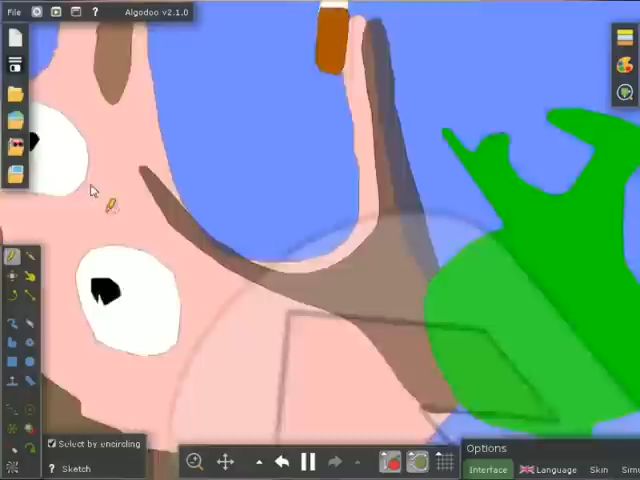 File ? Algodoo v2.1.0
Select by encircling
? Sketch
Options
Interface Language Skin Simu